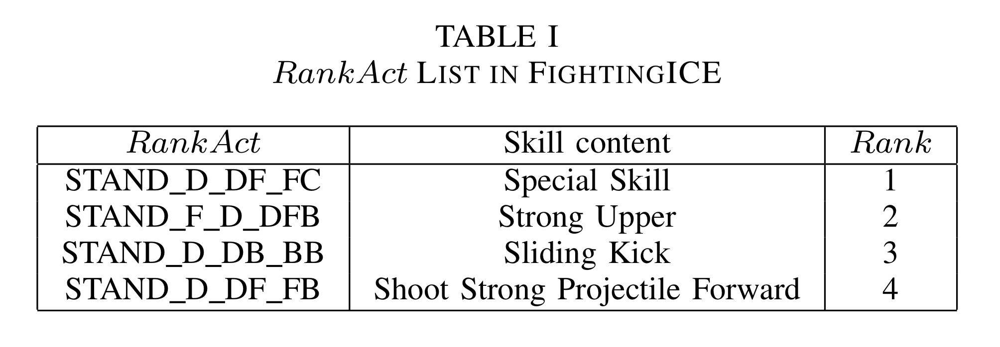 TABLE I
RankAct LIST IN FIGHTINGICE
RankAct Skill content Rank
STAND_D_DF_FC Special Skill 1
STAND_F_D_DFB Strong Upper 2
STAND_D_DB_BB Sliding Kick 3
STAND_D_DF_FB Shoot Strong Projectile Forward 4